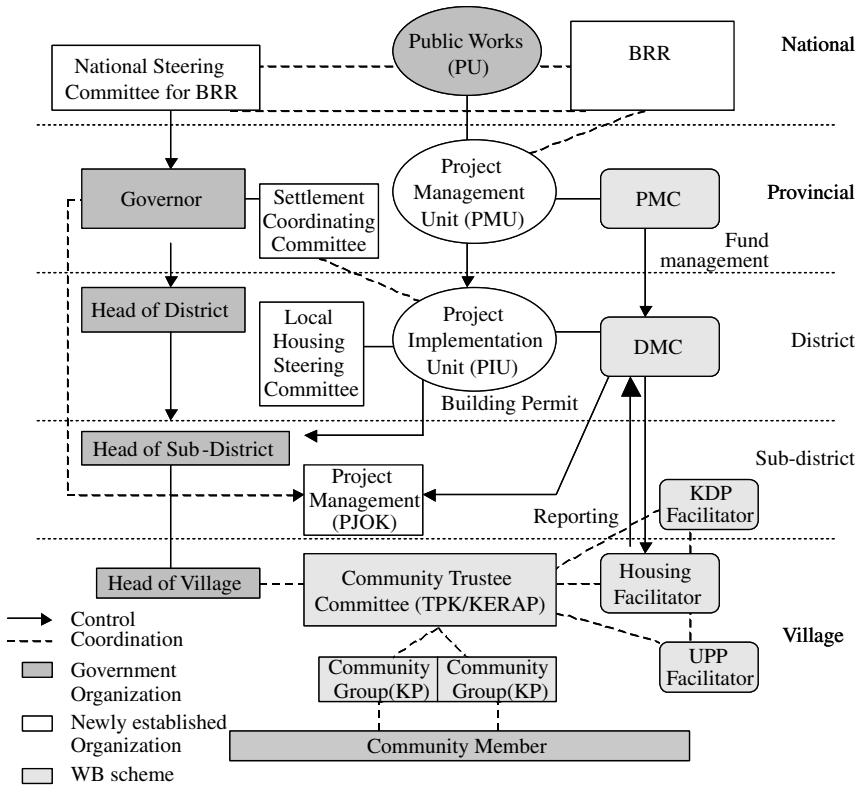 National Steering
Committee for BRR
Public Works
(PU)
BRR
National
Governor
Settlement
Coordinating
Committee
Project
Management
Unit (PMU)
PMC
Provincial
Fund
management
Head of District
Local
Housing
Steering
Committee
Project
Implementation
Unit (PIU)
DMC
District
Building Permit
Head of Sub-District
Project
Management
(PJOK)
Reporting
Sub-district
KDP
Facilitator
Head of Village
Community Trustee
Committee (TPK/KERAP)
Housing
Facilitator
Village
UPP
Facilitator
Community
Group(KP)
Community
Group(KP)
Community Member
Control
Coordination
Government
Organization
Newly established
Organization
WB scheme